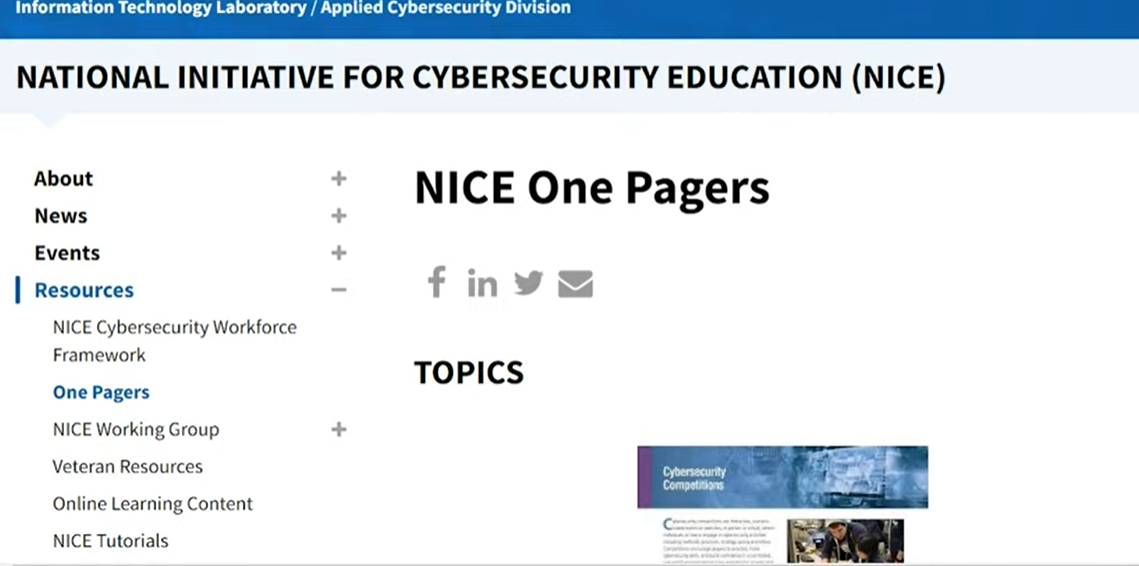 Information Technology Laboratory / Applied Cybersecurity Division
NATIONAL INITIATIVE FOR CYBERSECURITY EDUCATION (NICE)
About
News
Events
Resources
NICE Cybersecurity Workforce
Framework
One Pagers
NICE Working Group
Veteran Resources
Online Learning Content
NICE Tutorials
NICE One Pagers
TOPICS
Cybersecurity
Competitions